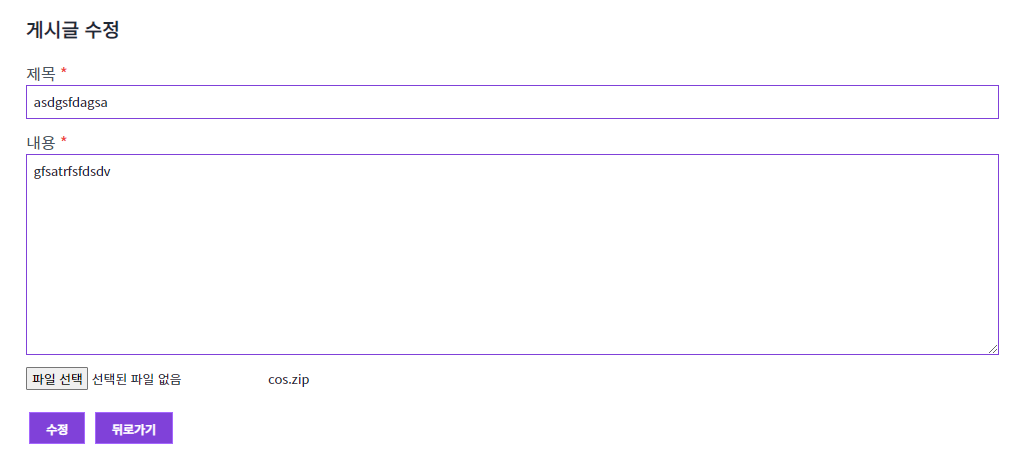 게시글 수정
제목 *
asdgsfdagsa
내용 *
gfsatrfsfdsdv
파일 선택 선택된 파일 없음 cos.zip
수정 뒤로가기